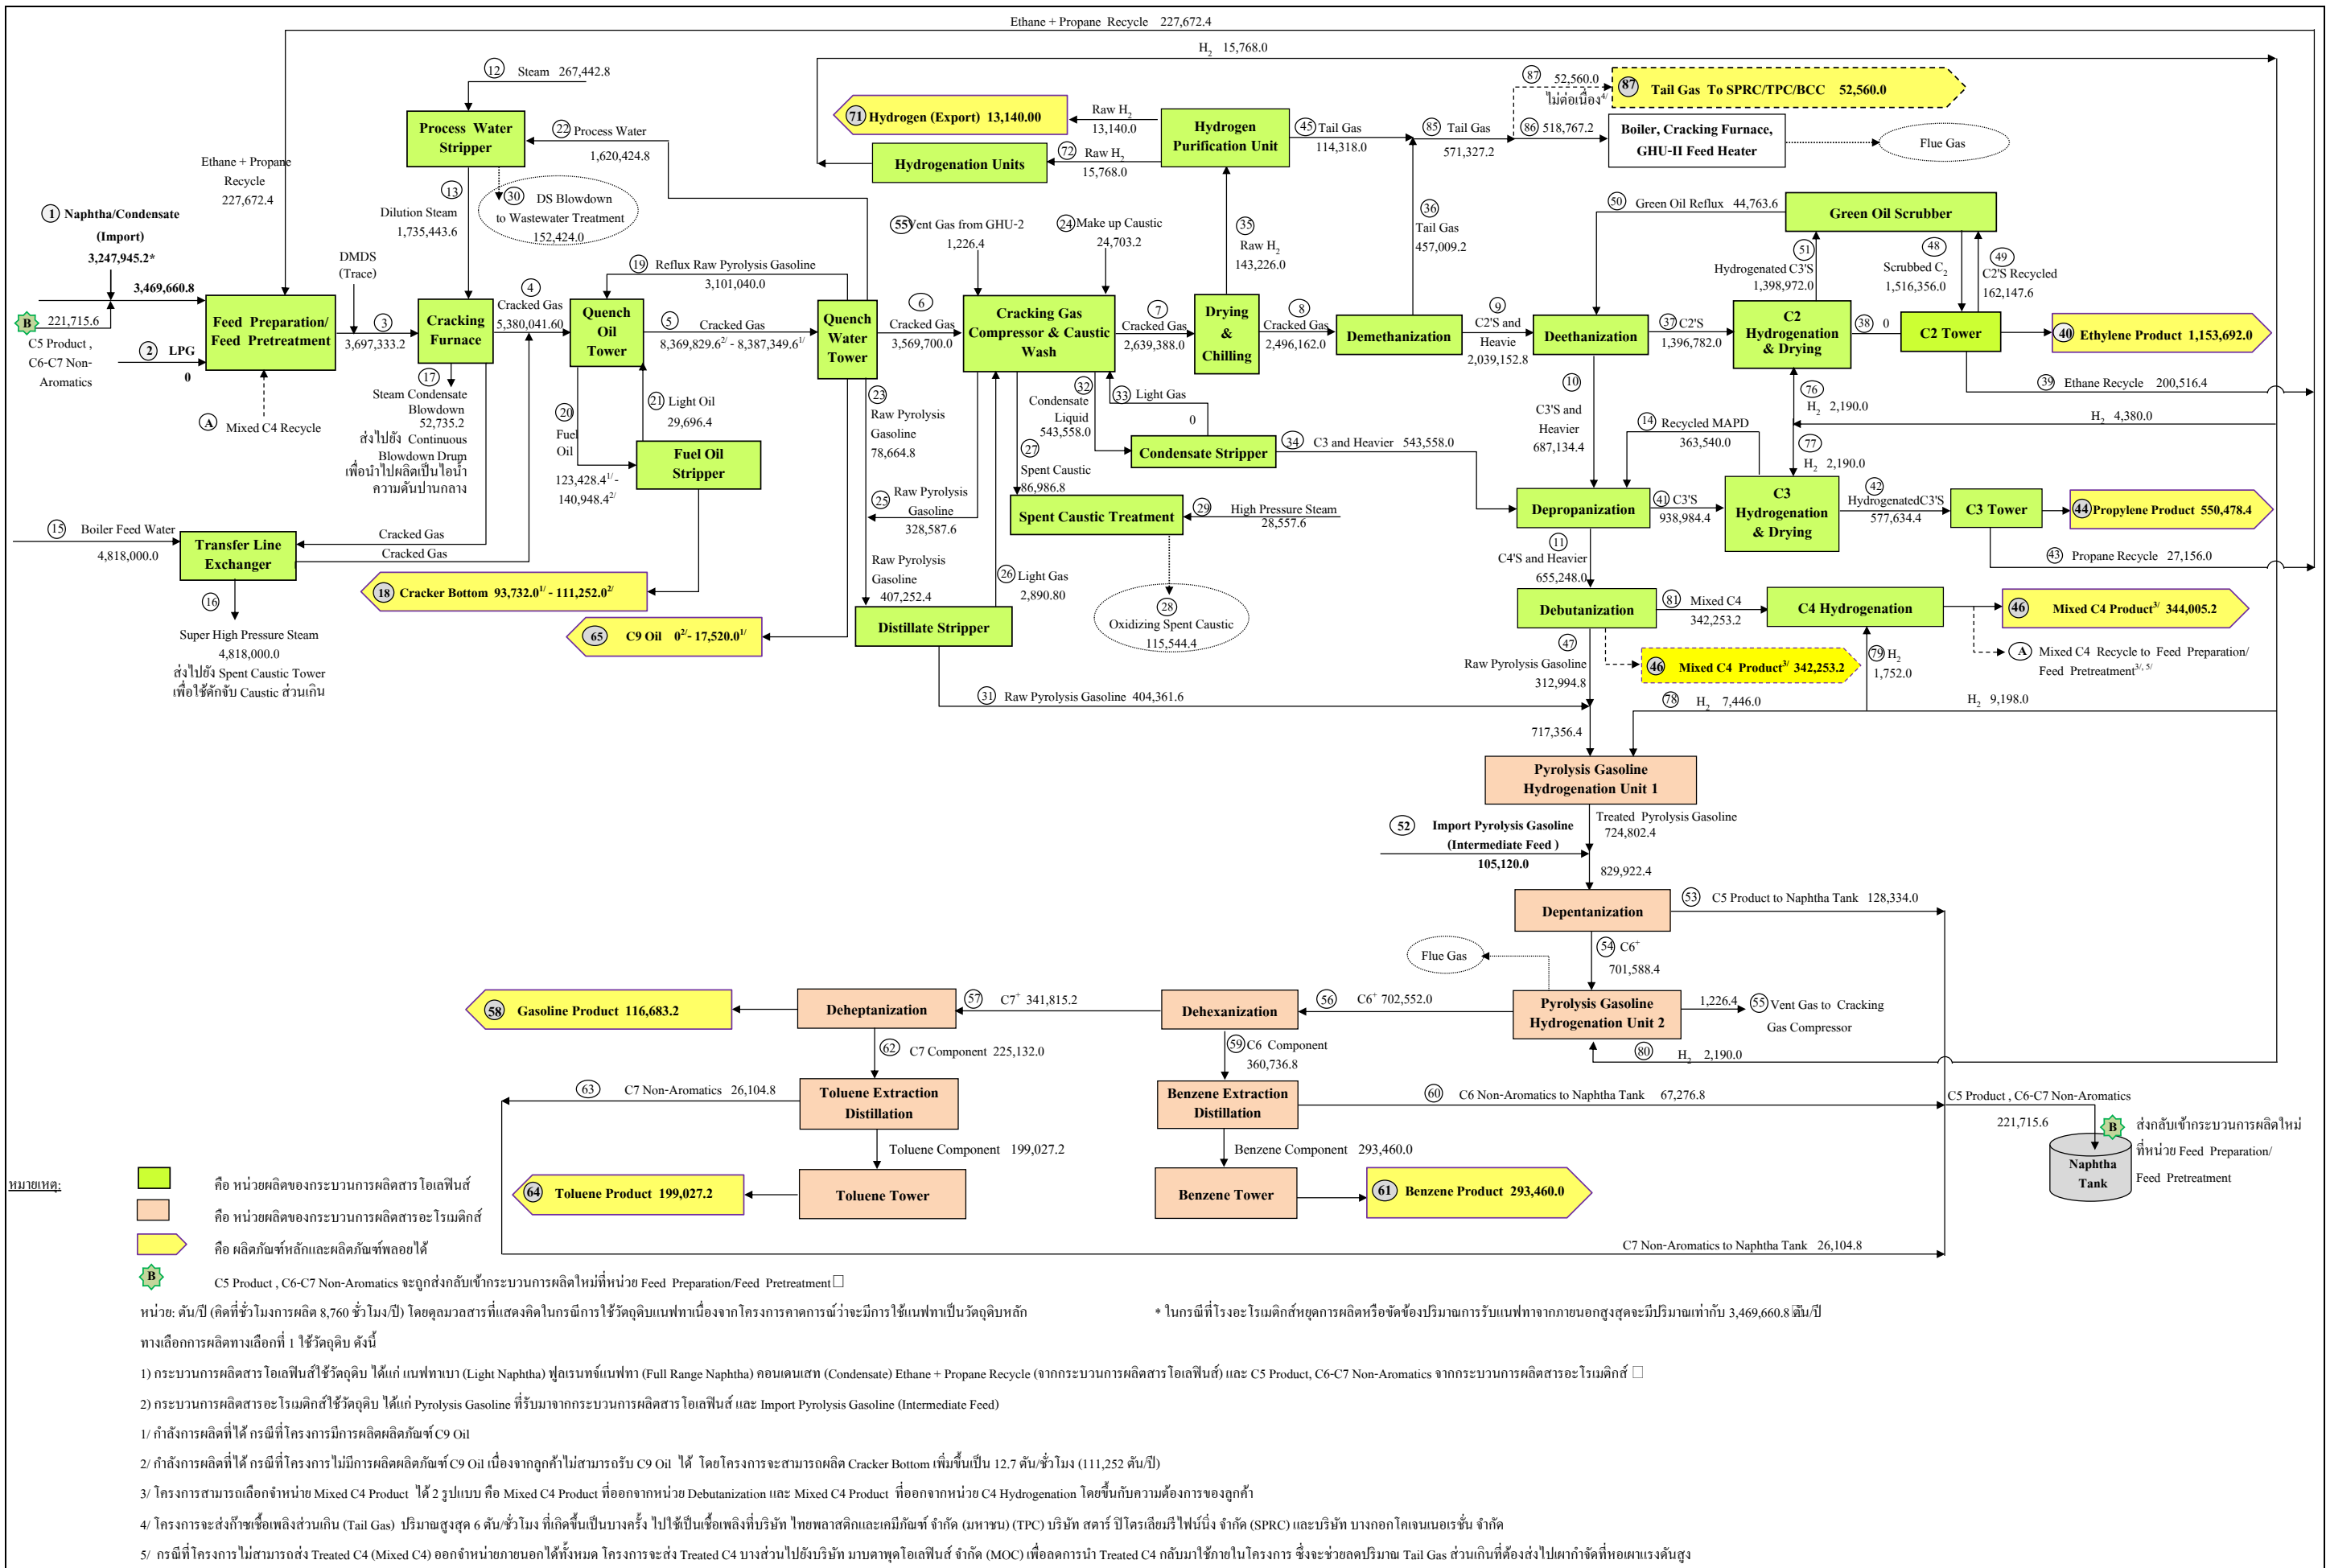 Ethane + Propane Recycle 227,672.4
H2 15,768.0
12 Steam 267,442.8
Process Water
Stripper
22 Process Water
1,620,424.8
Ethane + Propane
Recycle
227,672.4
13
Dilution Steam
1,735,443.6
30 DS Blowdown
to Wastewater Treatment
152,424.0
71 Hydrogen (Export) 13,140.00
Raw H2
13,140.0
Hydrogen
Purification Unit
Hydrogenation Units
72 Raw H2
15,768.0
45 Tail Gas
114,318.0
85 Tail Gas
571,327.2
87 52,560.0
ไม่ต่อเนื่อง4/
87 Tail Gas To SPRC/TPC/BCC 52,560.0
86 518,767.2
Boiler, Cracking Furnace,
GHU-II Feed Heater
Flue Gas
1 Naphtha/Condensate
(Import)
3,247,945.2*
3,469,660.8
B 221,715.6
C5 Product ,
C6-C7 Non-
Aromatics
2 LPG
0
DMDS
(Trace)
Feed Preparation/
Feed Pretreatment
A Mixed C4 Recycle
3
3,697,333.2
Cracking
Furnace
4
Cracked Gas
5,380,041.60
17
Steam Condensate
Blowdown
52,735.2
ส่งไปยัง Continuous
Blowdown Drum
เพื่อนำไปผลิตเป็นไอน้ำ
ความดันปานกลาง
19 Reflux Raw Pyrolysis Gasoline
3,101,040.0
Quench
Oil
Tower
5 Cracked Gas
8,369,829.62/ - 8,387,349.61/
Quench
Water
Tower
20
Fuel
Oil
123,428.41/-
140,948.42/
21 Light Oil
29,696.4
Fuel Oil
Stripper
6
Cracked Gas
3,569,700.0
55 Vent Gas from GHU-2
1,226.4
24 Make up Caustic
24,703.2
Cracking Gas
Compressor & Caustic
Wash
7
Cracked Gas
2,639,388.0
35
Raw H2
143,226.0
Drying
&
Chilling
8
Cracked Gas
2,496,162.0
36
Tail Gas
457,009.2
Demethanization
9
C2'S and
Heavie
2,039,152.8
50 Green Oil Reflux 44,763.6
Green Oil Scrubber
Deethanization
37 C2'S
1,396,782.0
51
Hydrogenated C3'S
1,398,972.0
48
Scrubbed C2
1,516,356.0
49
C2'S Recycled
162,147.6
C2
Hydrogenation
& Drying
38 0
C2 Tower
40 Ethylene Product 1,153,692.0
39 Ethane Recycle 200,516.4
76
H2 2,190.0
H2 4,380.0
77
H2 2,190.0
23
Raw Pyrolysis
Gasoline
78,664.8
25 Raw Pyrolysis
Gasoline
328,587.6
Raw Pyrolysis
Gasoline
407,252.4
27
Spent Caustic
86,986.8
32
Condensate
Liquid
543,558.0
33 Light Gas
0
Condensate Stripper
34 C3 and Heavier 543,558.0
Spent Caustic Treatment
29 High Pressure Steam
28,557.6
28
Oxidizing Spent Caustic
115,544.4
26 Light Gas
2,890.80
Distillate Stripper
10
C3'S and
Heavier
687,134.4
14 Recycled MAPD
363,540.0
Depropanization
41 C3'S
938,984.4
C3
Hydrogenation
& Drying
42
HydrogenatedC3'S
577,634.4
C3 Tower
44 Propylene Product 550,478.4
43 Propane Recycle 27,156.0
15 Boiler Feed Water
4,818,000.0
Transfer Line
Exchanger
Cracked Gas
Cracked Gas
16
Super High Pressure Steam
4,818,000.0
ส่งไปยัง Spent Caustic Tower
เพื่อใช้ดักจับ Caustic ส่วนเกิน
18 Cracker Bottom 93,732.01/ - 111,252.02/
65 C9 Oil 02/- 17,520.01/
11
C4'S and Heavier
655,248.0
Debutanization
81 Mixed C4
342,253.2
C4 Hydrogenation
46 Mixed C4 Product3/ 344,005.2
47
Raw Pyrolysis Gasoline
312,994.8
46 Mixed C4 Product3/ 342,253.2
79 H2
1,752.0
A Mixed C4 Recycle to Feed Preparation/
Feed Pretreatment3/, 5/
31 Raw Pyrolysis Gasoline 404,361.6
78 H2 7,446.0
H2 9,198.0
717,356.4
Pyrolysis Gasoline
Hydrogenation Unit 1
52 Import Pyrolysis Gasoline
(Intermediate Feed )
105,120.0
Treated Pyrolysis Gasoline
724,802.4
829,922.4
Depentanization
53 C5 Product to Naphtha Tank 128,334.0
54 C6+
701,588.4
Flue Gas
Pyrolysis Gasoline
Hydrogenation Unit 2
1,226.4
55 Vent Gas to Cracking
Gas Compressor
80 H2 2,190.0
58 Gasoline Product 116,683.2
Deheptanization
57 C7+ 341,815.2
Dehexanization
56 C6+ 702,552.0
62 C7 Component 225,132.0
59 C6 Component
360,736.8
63 C7 Non-Aromatics 26,104.8
Toluene Extraction
Distillation
Benzene Extraction
Distillation
60 C6 Non-Aromatics to Naphtha Tank 67,276.8
C5 Product , C6-C7 Non-Aromatics
221,715.6
B ส่งกลับเข้ากระบวนการผลิตใหม่
ที่หน่วย Feed Preparation/
Feed Pretreatment
Naphtha
Tank
Toluene Component 199,027.2
Benzene Component 293,460.0
64 Toluene Product 199,027.2
Toluene Tower
Benzene Tower
61 Benzene Product 293,460.0
C7 Non-Aromatics to Naphtha Tank 26,104.8
หมายเหตุ:
คือ หน่วยผลิตของกระบวนการผลิตสารโอเลฟินส์
คือ หน่วยผลิตของกระบวนการผลิตสารอะโรเมติกส์
คือ ผลิตภัณฑ์หลักและผลิตภัณฑ์พลอยได้
B C5 Product , C6-C7 Non-Aromatics จะถูกส่งกลับเข้ากระบวนการผลิตใหม่ที่หน่วย Feed Preparation/Feed Pretreatment
หน่วย: ตัน/ปี (คิดที่ชั่วโมงการผลิต 8,760 ชั่วโมง/ปี) โดยดุลมวลสารที่แสดงคิดในกรณีการใช้วัตถุดิบแนฟทาเนื่องจากโครงการคาดการณ์ว่าจะมีการใช้แนฟทาเป็นวัตถุดิบหลัก
* ในกรณีที่โรงอะโรเมติกส์หยุดการผลิตหรือขัดข้องปริมาณการรับแนฟทาจากภายนอกสูงสุดจะมีปริมาณเท่ากับ 3,469,660.8 ตัน/ปี
ทางเลือกการผลิตทางเลือกที่ 1 ใช้วัตถุดิบ ดังนี้
1) กระบวนการผลิตสารโอเลฟินส์ใช้วัตถุดิบ ได้แก่ แนฟทาเบา (Light Naphtha) ฟูลเรนทจ์แนฟทา (Full Range Naphtha) คอนเดนเสท (Condensate) Ethane + Propane Recycle (จากกระบวนการผลิตสารโอเลฟินส์) และ C5 Product, C6-C7 Non-Aromatics จากกระบวนการผลิตสารอะโรเมติกส์
2) กระบวนการผลิตสารอะโรเมติกส์ใช้วัตถุดิบ ได้แก่ Pyrolysis Gasoline ที่รับมาจากกระบวนการผลิตสารโอเลฟินส์ และ Import Pyrolysis Gasoline (Intermediate Feed)
1/ กำลังการผลิตที่ได้ กรณีที่โครงการมีการผลิตผลิตภัณฑ์ C9 Oil
2/ กำลังการผลิตที่ได้ กรณีที่โครงการไม่มีการผลิตผลิตภัณฑ์ C9 Oil เนื่องจากลูกค้าไม่สามารถรับ C9 Oil ได้ โดยโครงการจะสามารถผลิต Cracker Bottom เพิ่มขึ้นเป็น 12.7 ตัน/ชั่วโมง (111,252 ตัน/ปี)
3/ โครงการสามารถเลือกจำหน่าย Mixed C4 Product ได้ 2 รูปแบบ คือ Mixed C4 Product ที่ออกจากหน่วย Debutanization และ Mixed C4 Product ที่ออกจากหน่วย C4 Hydrogenation โดยขึ้นกับความต้องการของลูกค้า
4/ โครงการจะส่งก๊าซเชื้อเพลิงส่วนเกิน (Tail Gas) ปริมาณสูงสุด 6 ตัน/ชั่วโมง ที่เกิดขึ้นเป็นบางครั้ง ไปใช้เป็นเชื้อเพลิงที่บริษัท ไทยพลาสติกและเคมีภัณฑ์ จำกัด (มหาชน) (TPC) บริษัท สตาร์ ปิโตรเลียมรีไฟน์นิ่ง จำกัด (SPRC) และบริษัท บางกอกโคเจนเนอเรชั่น จำกัด
5/ กรณีที่โครงการไม่สามารถส่ง Treated C4 (Mixed C4) ออกจำหน่ายภายนอกได้ทั้งหมด โครงการจะส่ง Treated C4 บางส่วนไปยังบริษัท มาบตาพุดโอเลฟินส์ จำกัด (MOC) เพื่อลดการนำ Treated C4 กลับมาใช้ภายในโครงการ ซึ่งจะช่วยลดปริมาณ Tail Gas ส่วนเกินที่ต้องส่งไปเผากำจัดที่หอเผาแรงดันสูง